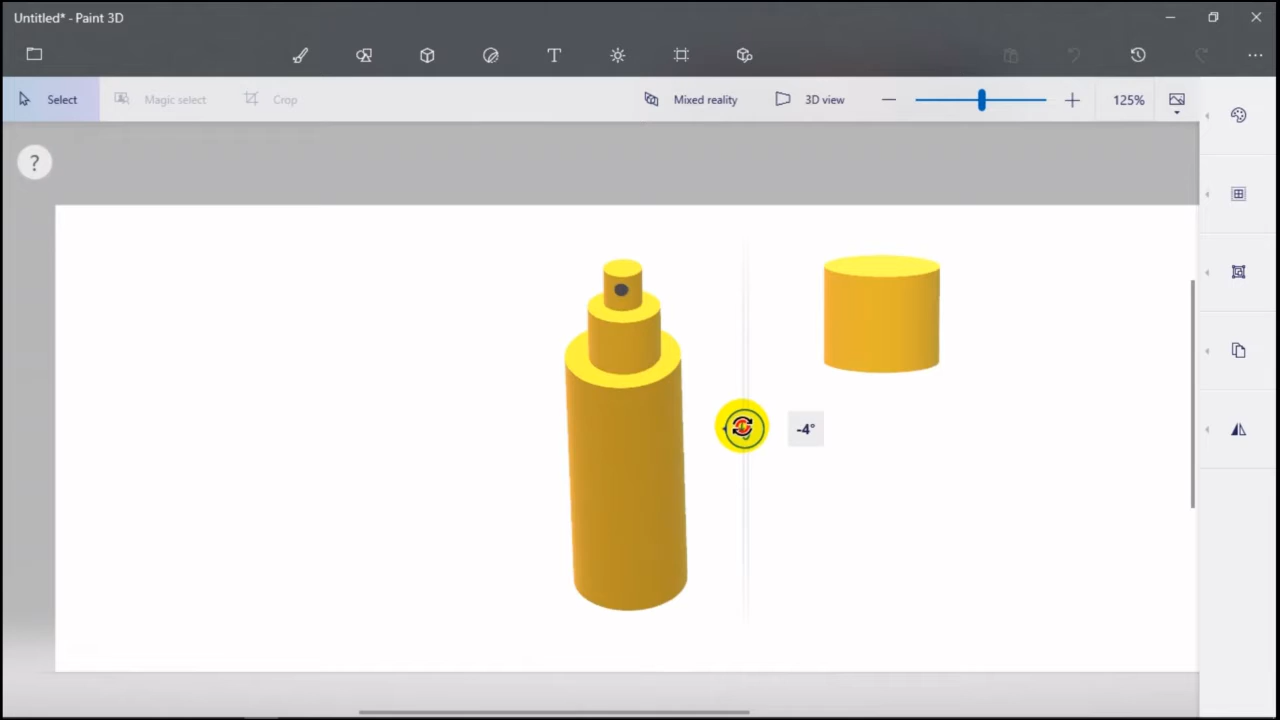 Untitled* - Paint 3D
T
Select
Magic select
Crop
Mixed reality
3D view
125%
?
-4°